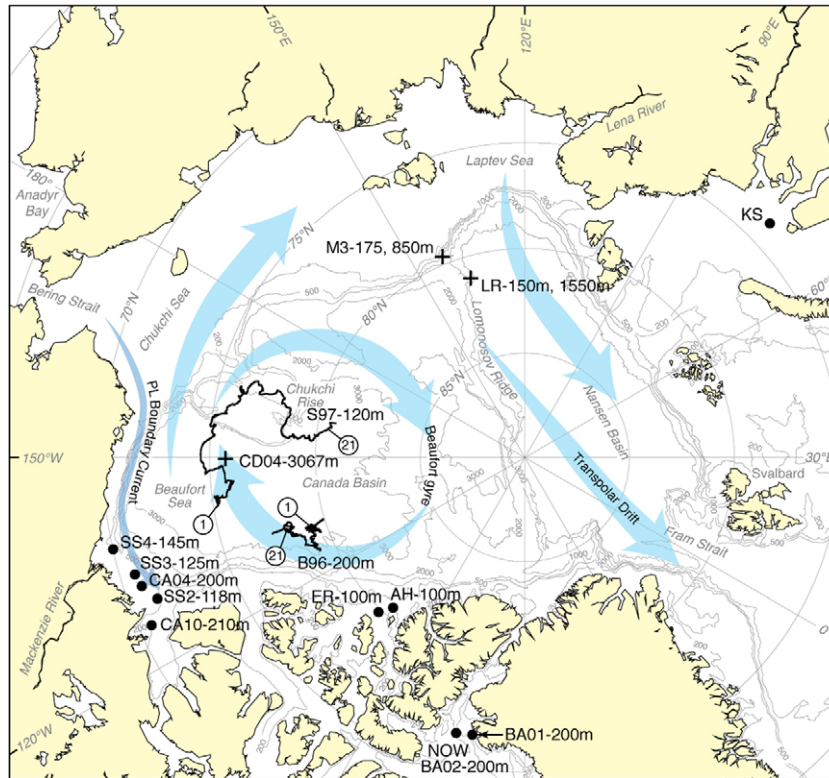 150°E
120°E
90°E
Lena River
Laptev Sea
180°
Anadyr
Bay
KS
75°N
M3-175, 850m
LR-150m, 1550m
60°
Bering Strait
70°N
Chukchi Sea
80°N
Lomonosov Ridge
85°N
Nansen Basin
Chukchi
Rise
S97-120m
21
PL Boundary Current
Beaufort gyre
150°W
CD04-3067m
30°E
Canada Basin
Transpolar Drift
Svalbard
Beaufort
Sea
1
1
Fram Strait
SS4-145m
21
B96-200m
SS3-125m
CA04-200m
SS2-118m
ER-100m
AH-100m
CA10-210m
Mackenzie River
0°
120°W
BA01-200m
NOW
BA02-200m